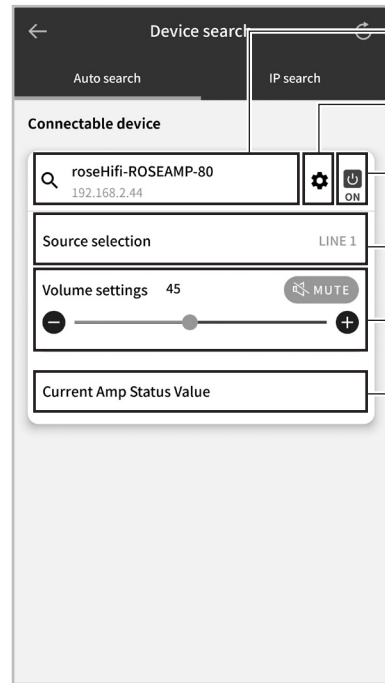 Device search
Auto search
IP search
Connectable device
roseHifi-ROSEAMP-80
192.168.2.44
ON
Source selection
LINE 1
Volume settings 45
MUTE
Current Amp Status Value